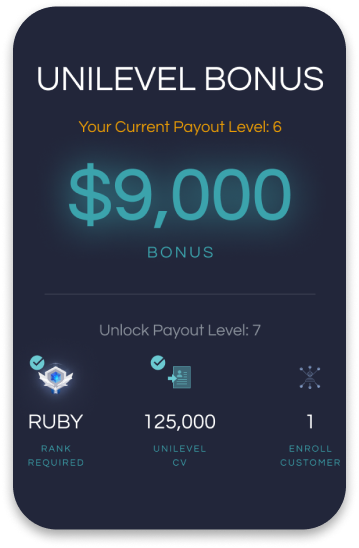 UNILEVEL BONUS
Your Current Payout Level: 6
$9,000
BONUS
Unlock Payout Level: 7
RUBY 125,000 1
RANK UNILEVEL ENROLL
REQUIRED CV CUSTOMER